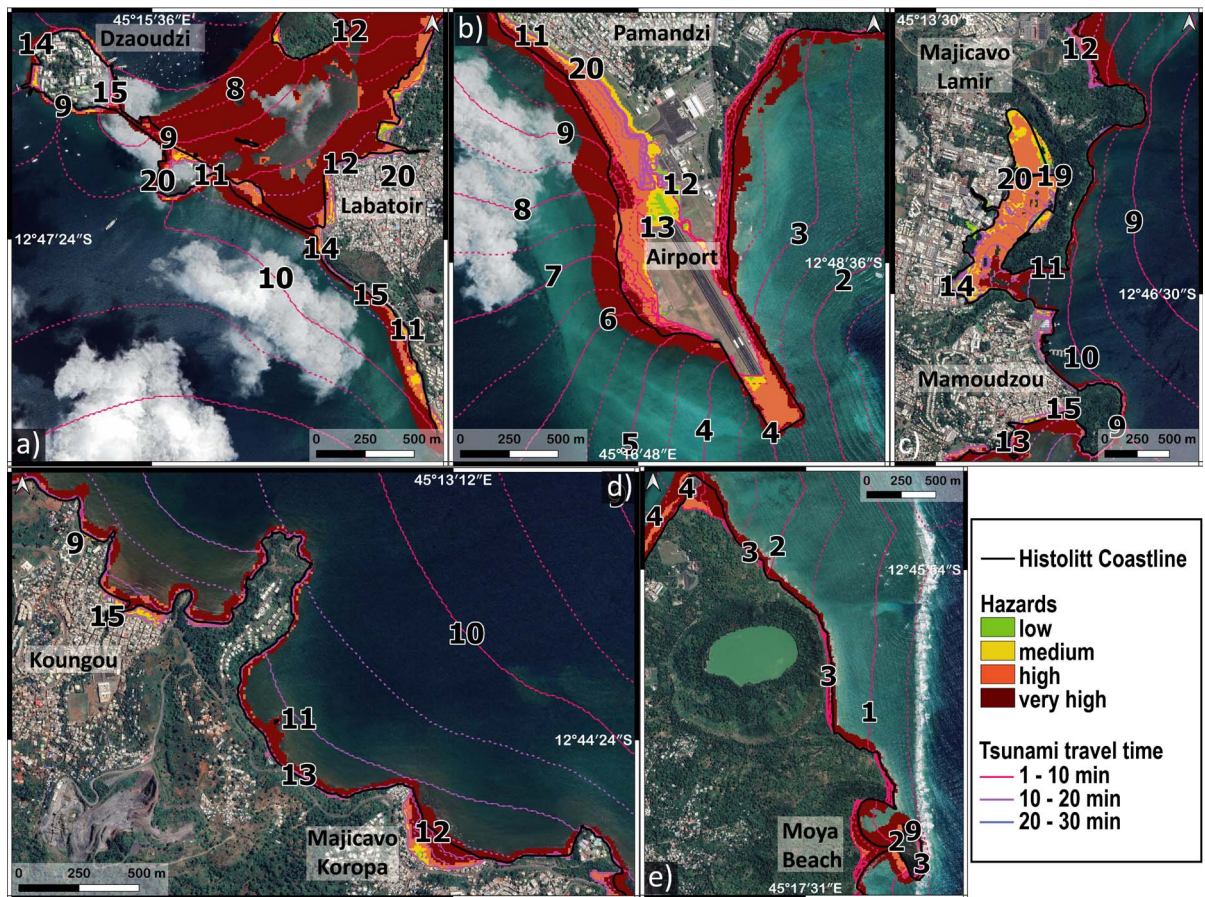 45°15′36″E
Dzaoudzi
14
12
8
15
9
9
12
20
11
20
Labatoir
12°47′24″S
14
10
15
11
a)
0 250 500 m
b)
11
Pamandzi
20
9
12
8
13
3
Airport
12°48′36″S
7
2
6
5
4
4
45°16′48″E
0 250 500 m
45°13′30″E
Majicavo
Lamir
12
20
19
9
11
14
12°46′30″S
10
Mamoudzou
15
9
13
c)
0 250 500 m
45°13′12″E
d)
9
9
15
10
Koungou
11
12°44′24″S
13
12
Majicavo
Koropa
0 250 500 m
4
0 250 500 m
4
2
3
12°45′54″S
3
1
Moya
Beach
9
2
3
e)
45°17′31″E
Histolitt Coastline
Hazards
low
medium
high
very high
Tsunami travel time
1 - 10 min
10 - 20 min
20 - 30 min